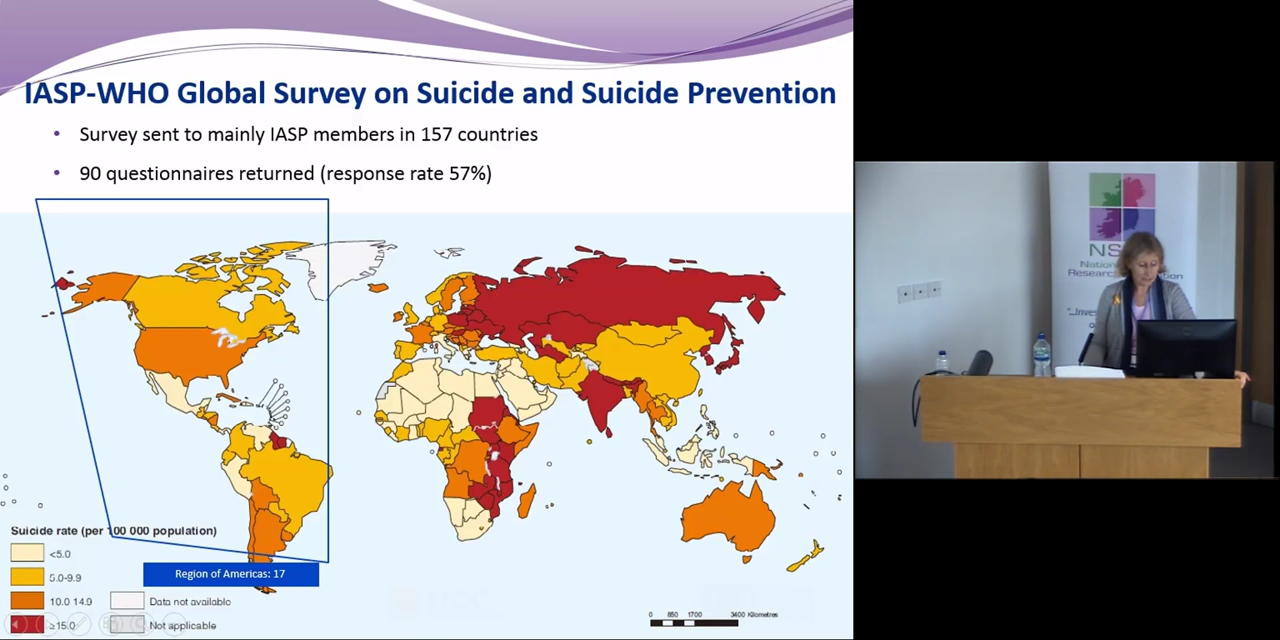 IASP-WHO Global Survey on Suicide and Suicide Prevention
• Survey sent to mainly IASP members in 157 countries
• 90 questionnaires returned (response rate 57%)
Suicide rate (per 100 000 population)
<5.0
5.0-9.9
10.0 14.9
≥15.0
Data not available
Not applicable
Region of Americas: 17
0 850 1700 3400 Kilometres
NS
Nation
Research
"Inves